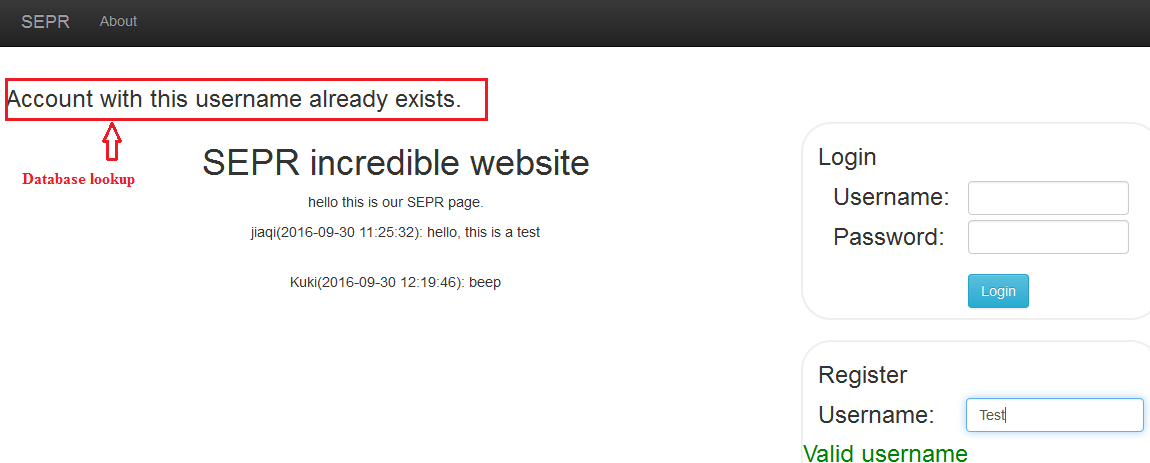 SEPR About
Account with this username already exists.
Database lookup
SEPR incredible website
hello this is our SEPR page.
jiaqi(2016-09-30 11:25:32): hello, this is a test
Kuki(2016-09-30 12:19:46): beep
Login
Username:
Password:
Login
Register
Username: Test
Valid username